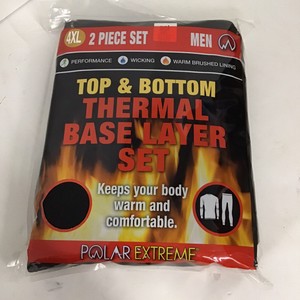 4XL 2 PIECE SET MEN
PERFORMANCE WICKING WARM BRUSHED LINING
TOP & BOTTOM
THERMAL
BASE LAYER
SET
Keeps your body
warm and
comfortable.
POLAR EXTREME